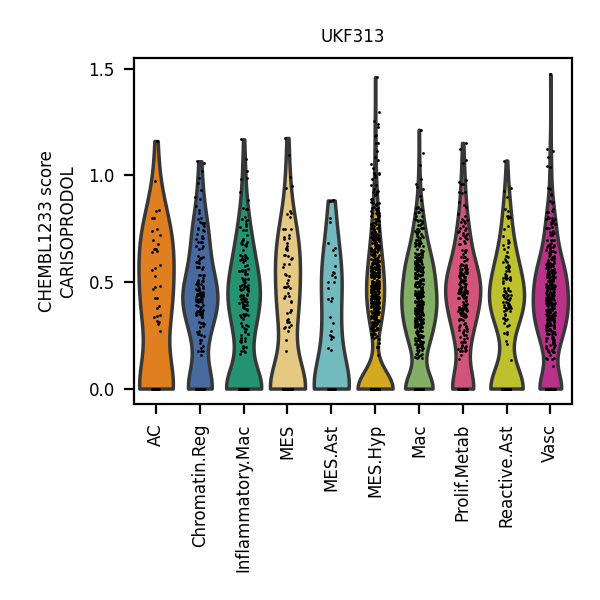 UKF313
CHEMBL1233 score
CARISOPRODOL
1.5
1.0
0.5
0.0
AC
Chromatin.Reg
Inflammatory.Mac
MES
MES.Ast
MES.Hyp
Mac
Prolif.Metab
Reactive.Ast
Vasc